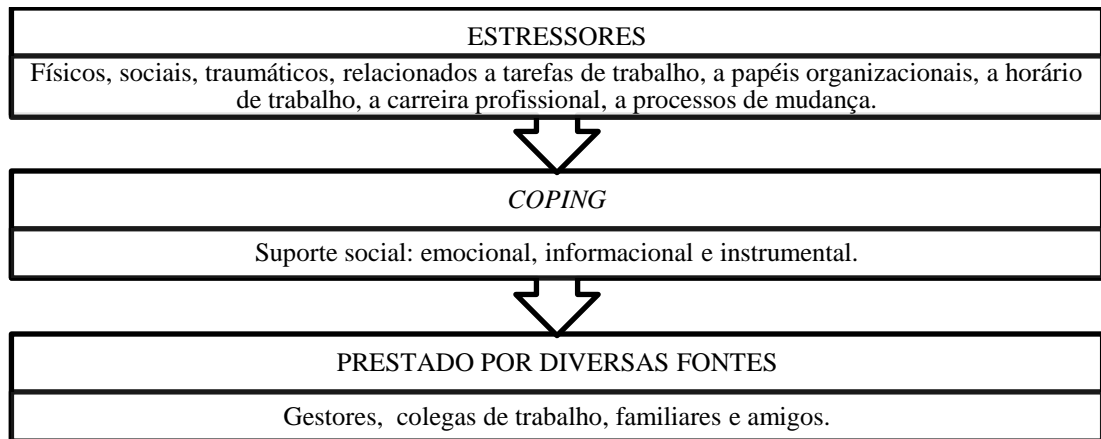 ESTRESSORES
Físicos, sociais, traumáticos, relacionados a tarefas de trabalho, a papéis organizacionais, a horário
de trabalho, a carreira profissional, a processos de mudança.
COPING
Suporte social: emocional, informacional e instrumental.
PRESTADO POR DIVERSAS FONTES
Gestores, colegas de trabalho, familiares e amigos.